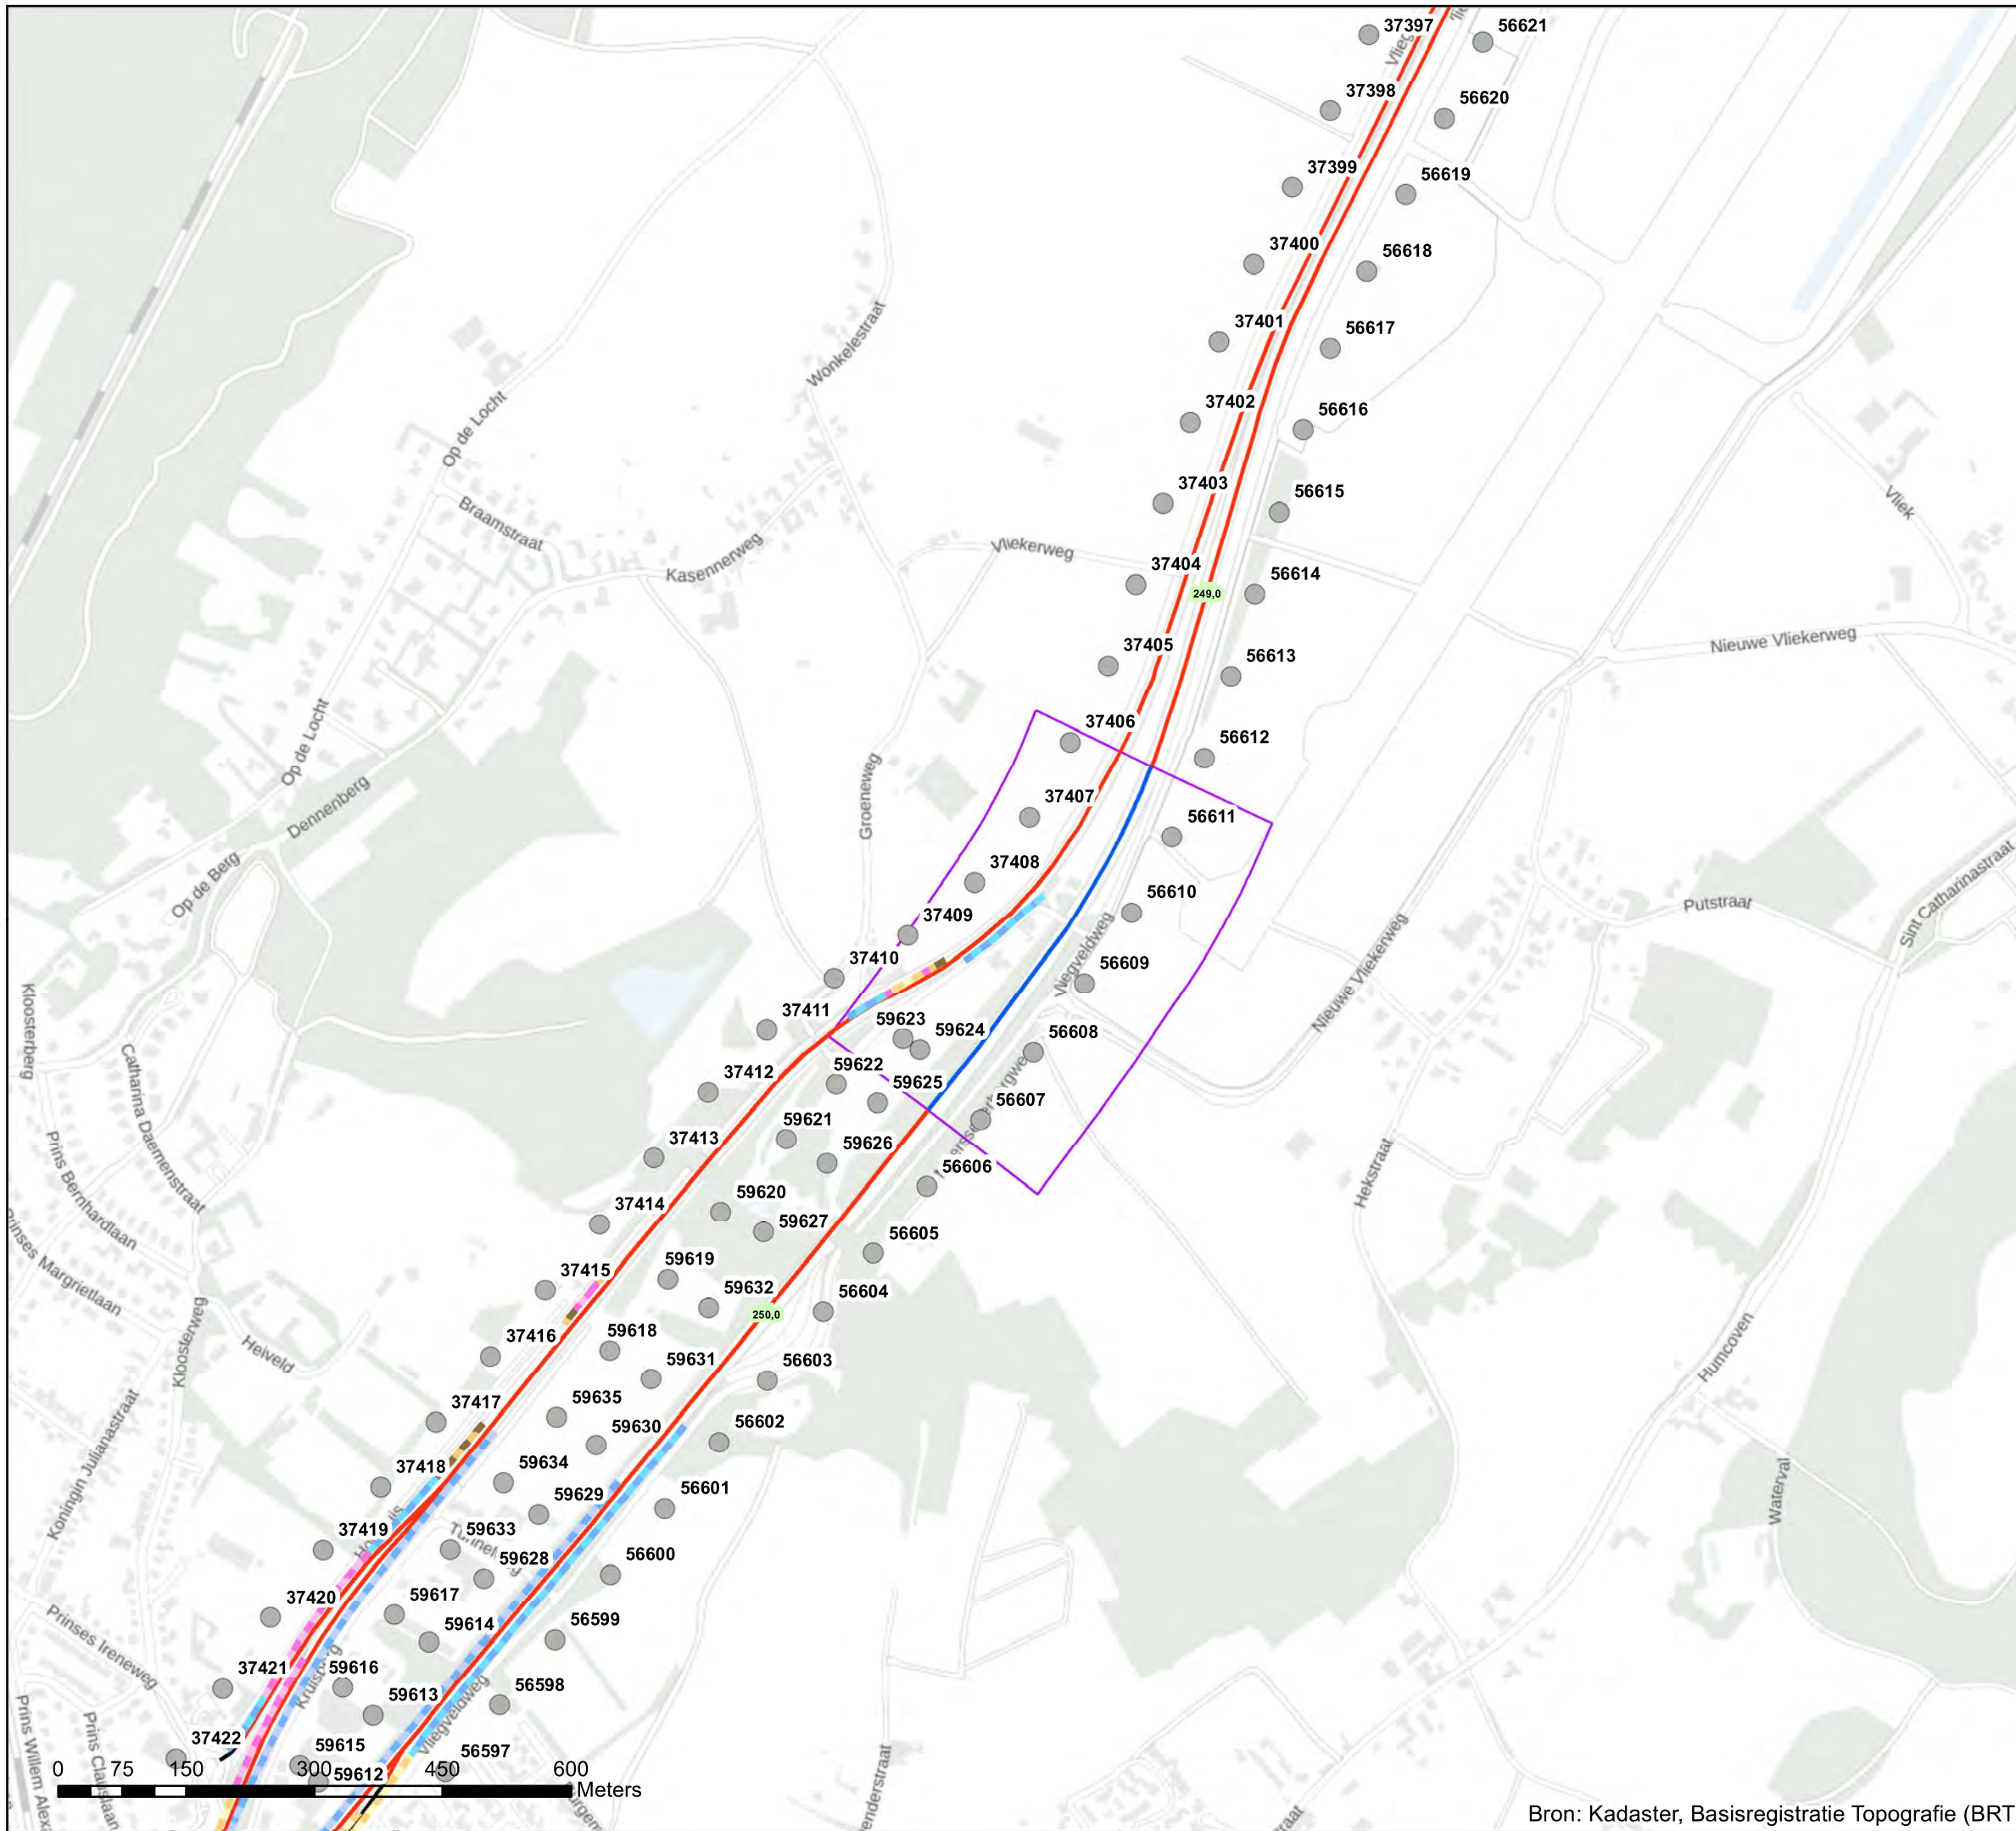 37397
56621
37398
56620
37399
56619
37400
56618
37401
56617
Wonkelestraat
37402
56616
Op de Locht
37403
56615
Vliek
Braamstraat
Kasennerweg
Vliekerweg
37404
56614
249,0
Nieuwe Vliekerweg
37405
56613
37406
56612
Op de Locht
Dennenberg
Groeneweg
37407
56611
37408
Op de Berg
56610
Putstraat
Sint Catharinastraat
37409
Vliegveldweg
Nieuwe Vliekerweg
37410
56609
Kloosterberg
37411
59623
59624
56608
Catharina Daemenstraat
37412
59622
59625
56607
59621
37413
59626
56606
Prins Bernhardlaan
Hekstraat
37414
59620
59627
56605
Prinses Margrietlaan
37415
59619
59632
56604
250,0
Kloosterweg
Heiveld
37416
59618
59631
56603
Humcoven
37417
59635
59630
56602
Koningin Julianastraat
37418
59634
59629
56601
Waterval
37419
59633
59628
56600
37420
59617
59614
56599
Prinses Ireneweg
37421
59616
59613
56598
Kruisberg
Vliegveldweg
37422
59615
56597
59612
Prins Clauslaan
0 75 150 300 450 600
Meters
Bron: Kadaster, Basisregistratie Topografie (BRT